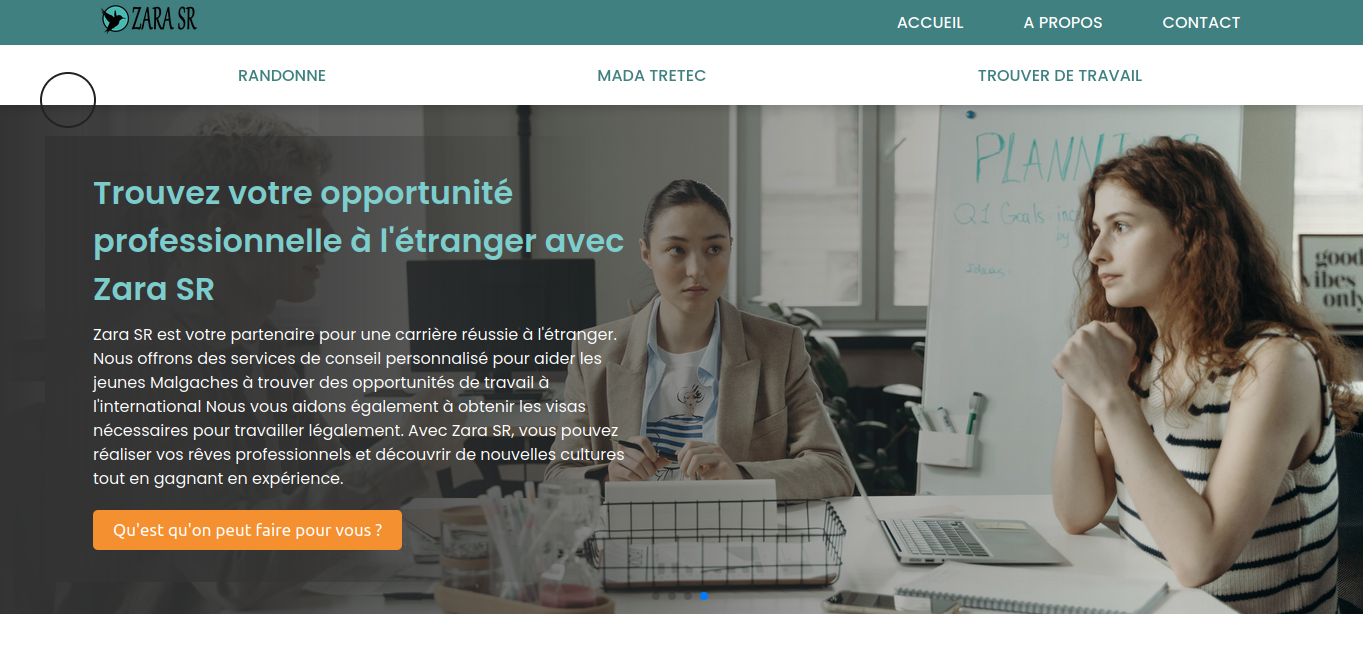 ZARA SR
ACCUEIL
A PROPOS
CONTACT
RANDONNE
MADA TRETEC
TROUVER DE TRAVAIL
Trouvez votre opportunité
professionnelle à l'étranger avec
Zara SR
Zara SR est votre partenaire pour une carrière réussie à l'étranger.
Nous offrons des services de conseil personnalisé pour aider les
jeunes Malgaches à trouver des opportunités de travail à
l'international Nous vous aidons également à obtenir les visas
nécessaires pour travailler légalement. Avec Zara SR, vous pouvez
réaliser vos rêves professionnels et découvrir de nouvelles cultures
tout en gagnant en expérience.
Qu'est qu'on peut faire pour vous ?
PLANNING
Q1 Goals
by
Ideas
good
vibes
only